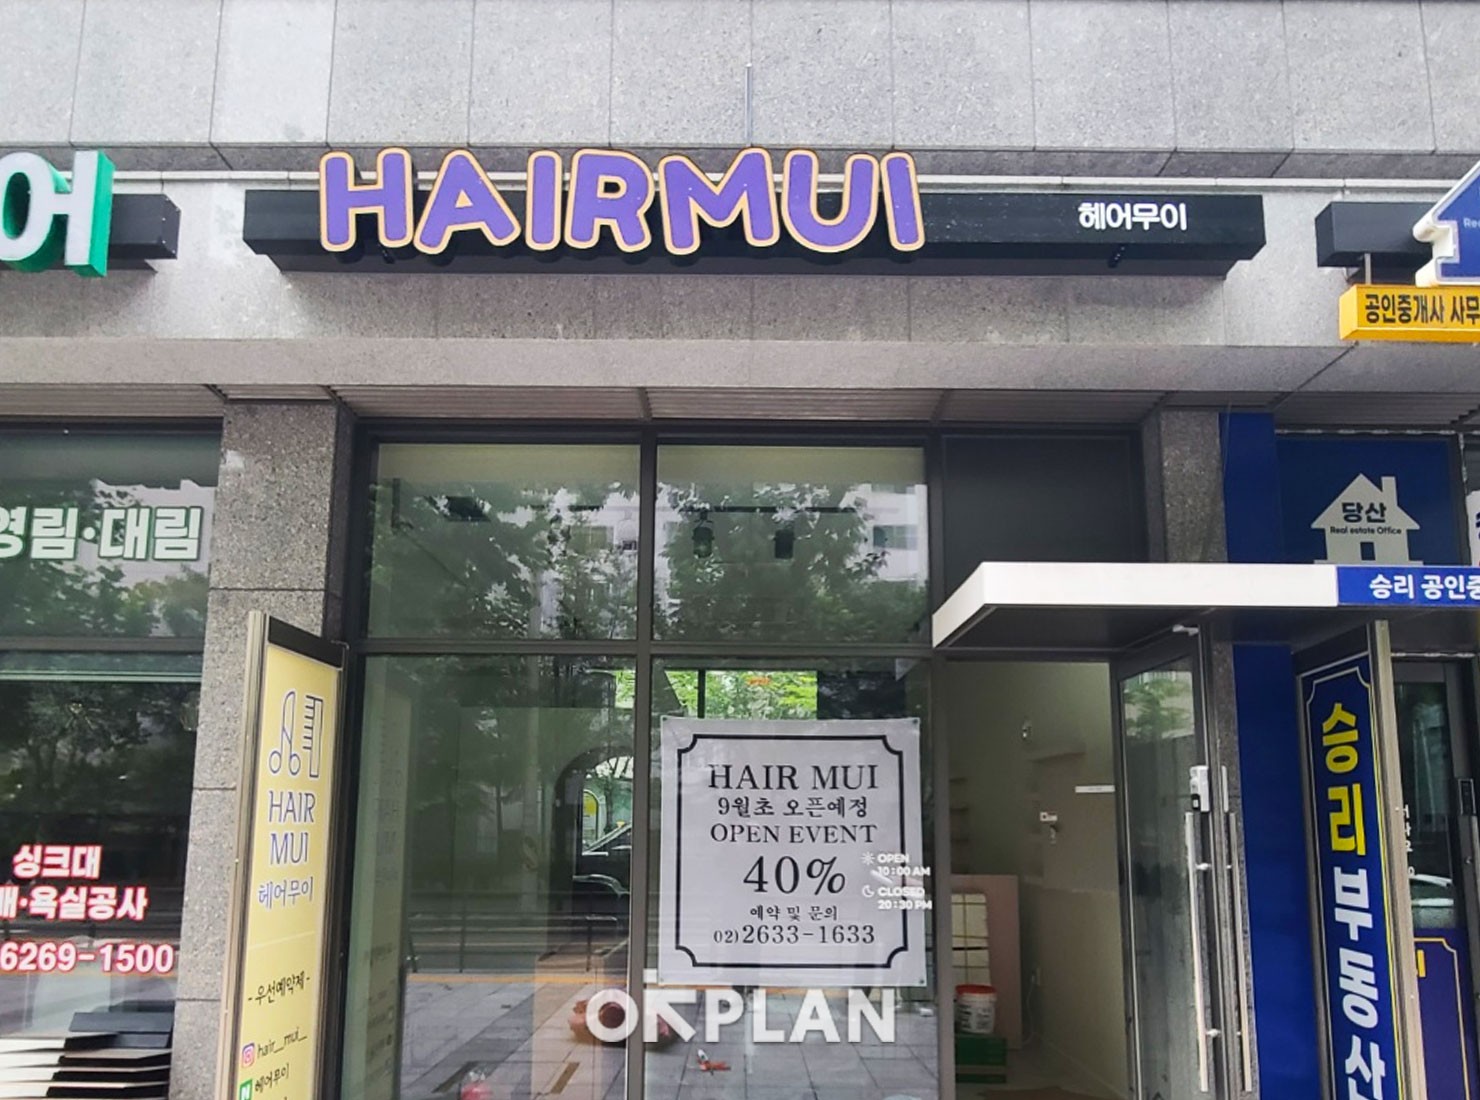 어
HAIRMUI
헤어무이
공인중개사 사무
영림·대림
당산
Real estate Office
승리 공인중
HAIR
MUI
헤어무이
- 우선예약제 -
hair__mui__
N 헤어무이
싱크대
·욕실공사
6269-1500
HAIR MUI
9월초 오픈예정
OPEN EVENT
40%
예약 및 문의
02)2633-1633
OPEN
10:00 AM
CLOSED
20:30 PM
승리부동산
OKPLAN